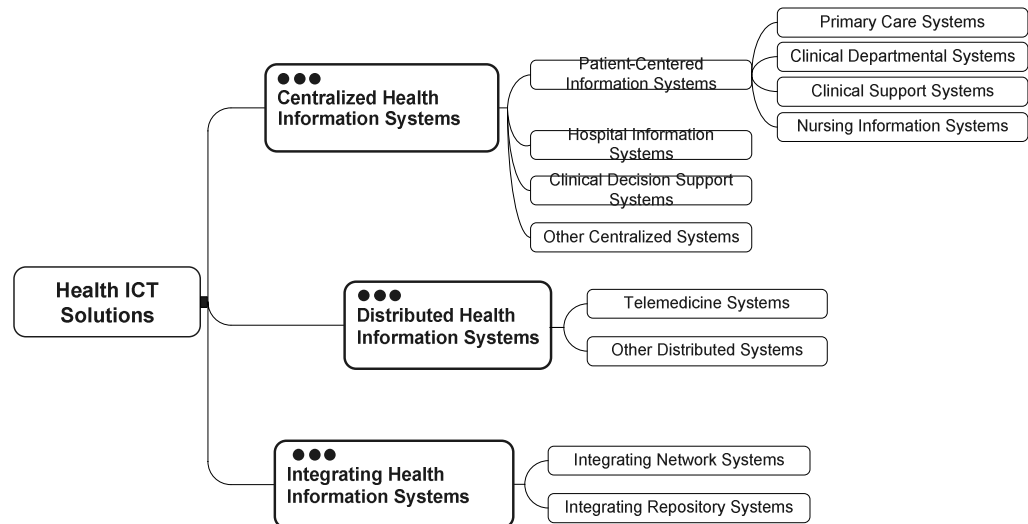 Health ICT
Solutions
Centralized Health
Information Systems
Patient-Centered
Information Systems
Primary Care Systems
Clinical Departmental Systems
Clinical Support Systems
Nursing Information Systems
Hospital Information
Systems
Clinical Decision Support
Systems
Other Centralized Systems
Distributed Health
Information Systems
Telemedicine Systems
Other Distributed Systems
Integrating Health
Information Systems
Integrating Network Systems
Integrating Repository Systems